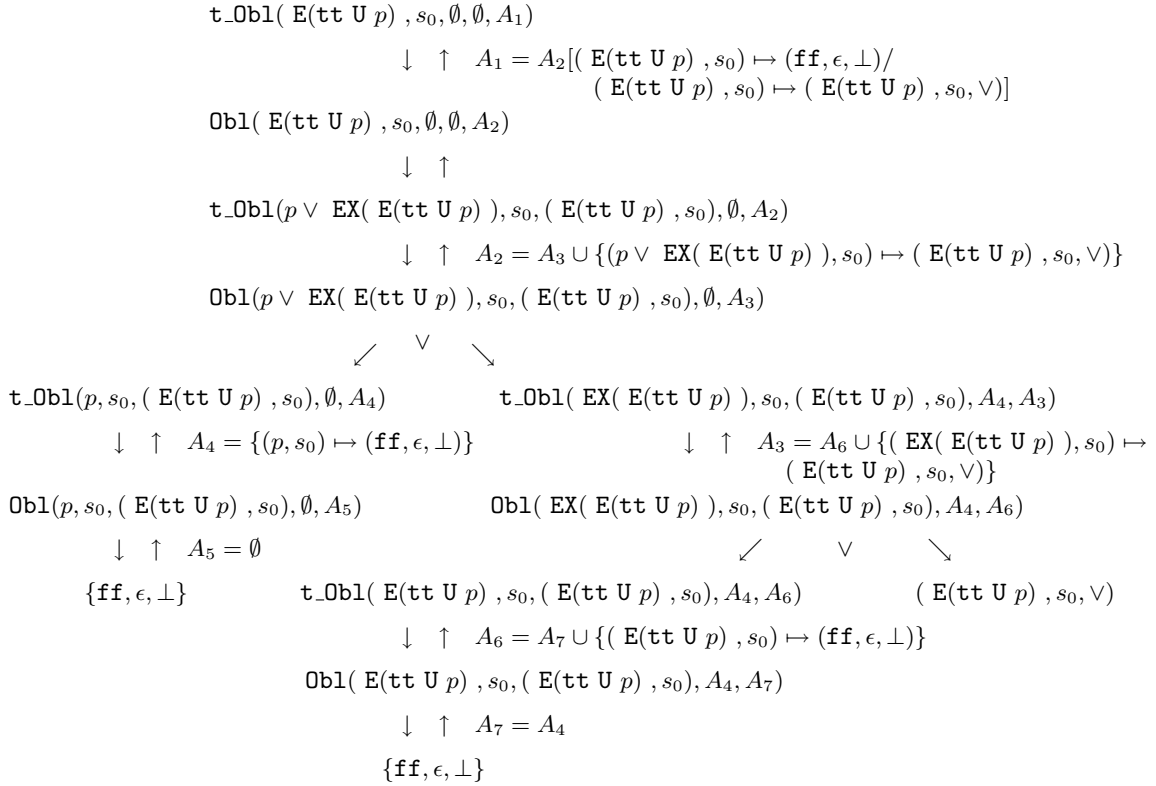 t_Obl( E(tt U p) , s₀, ∅, ∅, A₁)
↓ ↑ A₁ = A₂[( E(tt U p) , s₀) ↦ (ff, ϵ, ⊥)/
( E(tt U p) , s₀) ↦ ( E(tt U p) , s₀, ∨)]
Obl( E(tt U p) , s₀, ∅, ∅, A₂)
↓ ↑
t_Obl(p ∨ EX( E(tt U p) ), s₀, ( E(tt U p) , s₀), ∅, A₂)
↓ ↑ A₂ = A₃ ∪ {(p ∨ EX( E(tt U p) ), s₀) ↦ ( E(tt U p) , s₀, ∨)}
Obl(p ∨ EX( E(tt U p) ), s₀, ( E(tt U p) , s₀), ∅, A₃)
↙ ∨ ↘
t_Obl(p, s₀, ( E(tt U p) , s₀), ∅, A₄) t_Obl( EX( E(tt U p) ), s₀, ( E(tt U p) , s₀), A₄, A₃)
↓ ↑ A₄ = {(p, s₀) ↦ (ff, ϵ, ⊥)} ↓ ↑ A₃ = A₆ ∪ {( EX( E(tt U p) ), s₀) ↦
( E(tt U p) , s₀, ∨)}
Obl(p, s₀, ( E(tt U p) , s₀), ∅, A₅) Obl( EX( E(tt U p) ), s₀, ( E(tt U p) , s₀), A₄, A₆)
↓ ↑ A₅ = ∅ ↙ ∨ ↘
{ff, ϵ, ⊥} t_Obl( E(tt U p) , s₀, ( E(tt U p) , s₀), A₄, A₆) ( E(tt U p) , s₀, ∨)
↓ ↑ A₆ = A₇ ∪ {( E(tt U p) , s₀) ↦ (ff, ϵ, ⊥)}
Obl( E(tt U p) , s₀, ( E(tt U p) , s₀), A₄, A₇)
↓ ↑ A₇ = A₄
{ff, ϵ, ⊥}